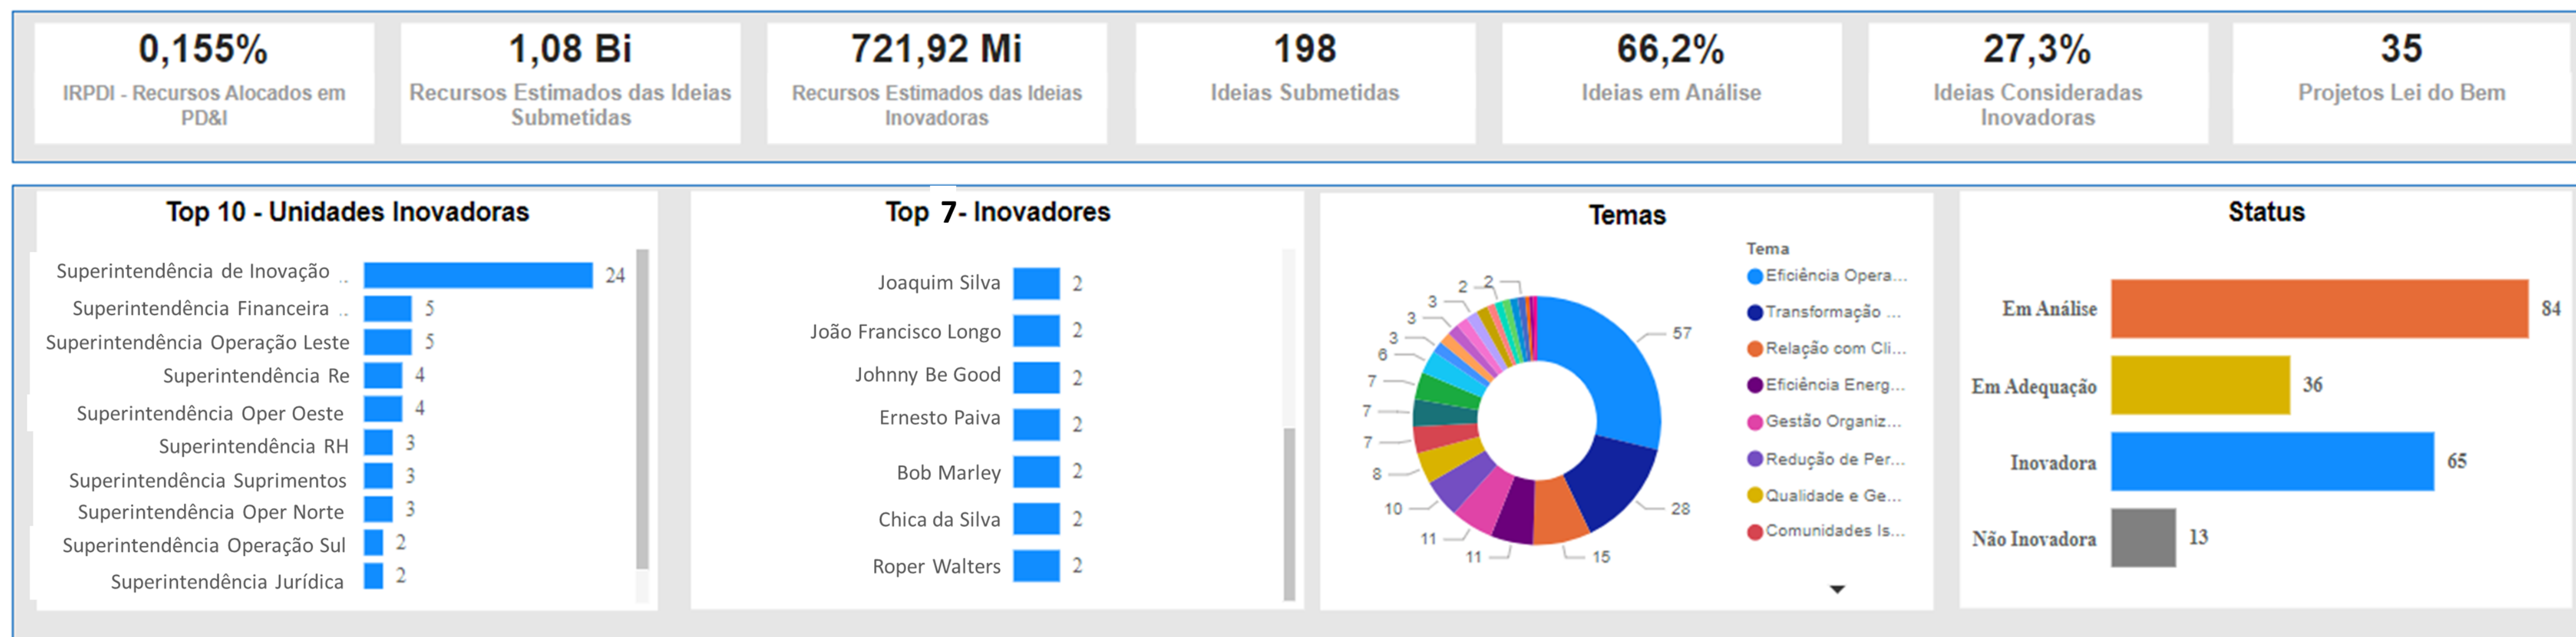 0,155%
IRPDI - Recursos Alocados em
PD&I
1,08 Bi
Recursos Estimados das Ideias
Submetidas
721,92 Mi
Recursos Estimados das Ideias
Inovadoras
198
Ideias Submetidas
66,2%
Ideias em Análise
27,3%
Ideias Consideradas
Inovadoras
35
Projetos Lei do Bem
Top 10 - Unidades Inovadoras
Superintendência de Inovação .. 24
Superintendência Financeira .. 5
Superintendência Operação Leste 5
Superintendência Re 4
Superintendência Oper Oeste 4
Superintendência RH 3
Superintendência Suprimentos 3
Superintendência Oper Norte 3
Superintendência Operação Sul 2
Superintendência Jurídica 2
Top 7- Inovadores
Joaquim Silva 2
João Francisco Longo 2
Johnny Be Good 2
Ernesto Paiva 2
Bob Marley 2
Chica da Silva 2
Roper Walters 2
Temas
57
28
15
11
11
10
8
7
7
7
6
3
3
3
2
2
Tema
Eficiência Opera...
Transformação ...
Relação com Cli...
Eficiência Energ...
Gestão Organiz...
Redução de Per...
Qualidade e Ge...
Comunidades Is...
Status
Em Análise 84
Em Adequação 36
Inovadora 65
Não Inovadora 13